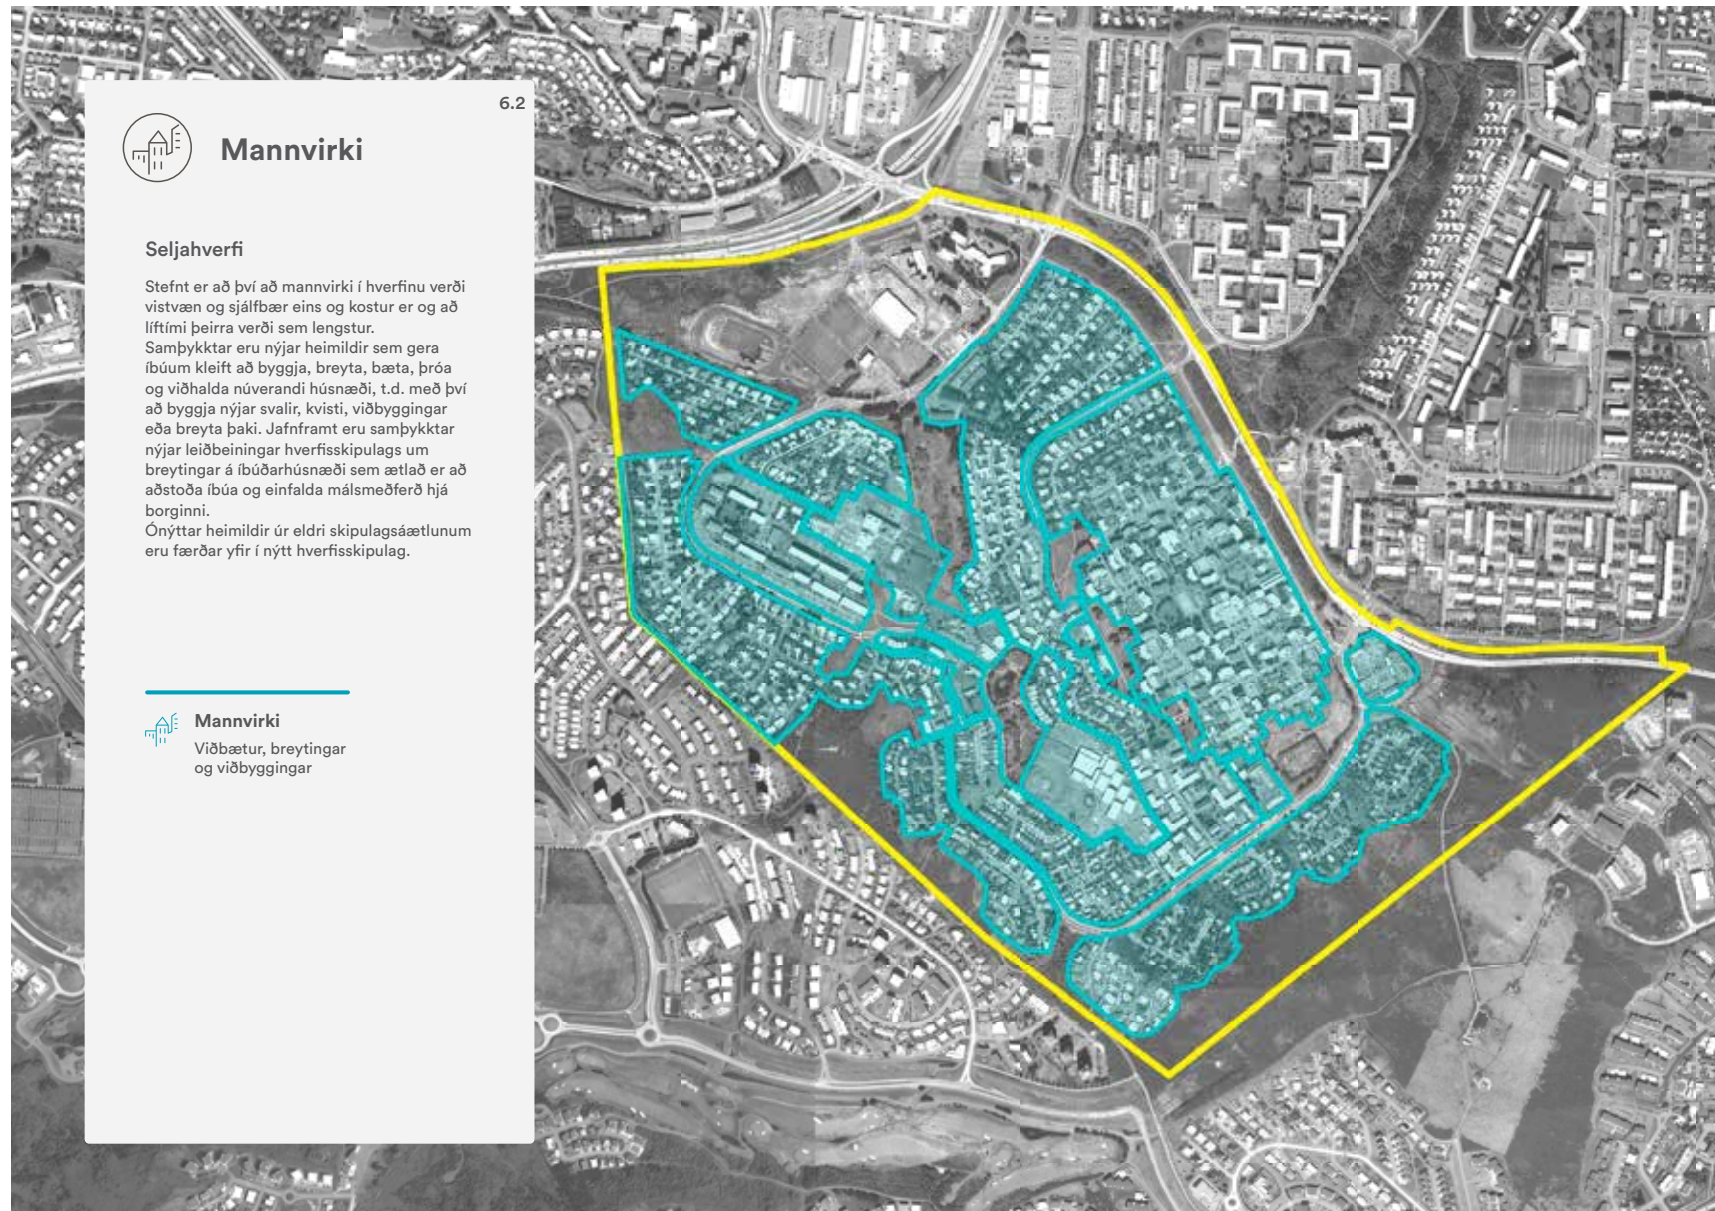 6.2
Mannvirki
Seljahverfi
Stefnt er að því að mannvirki í hverfinu verði
vistvæn og sjálfbær eins og kostur er og að
líftími þeirra verði sem lengstur.
Samþykktar eru nýjar heimildir sem gera
íbúum kleift að byggja, breyta, bæta, þróa
og viðhalda núverandi húsnæði, t.d. með því
að byggja nýjar svalir, kvisti, viðbyggingar
eða breyta þaki. Jafnframt eru samþykktar
nýjar leiðbeiningar hverfisskipulags um
breytingar á íbúðarhúsnæði sem ætlað er að
aðstoða íbúa og einfalda málsmeðferð hjá
borginni.
Ónýttar heimildir úr eldri skipulagsáætlunum
eru færðar yfir í nýtt hverfisskipulag.
Mannvirki
Viðbætur, breytingar
og viðbyggingar